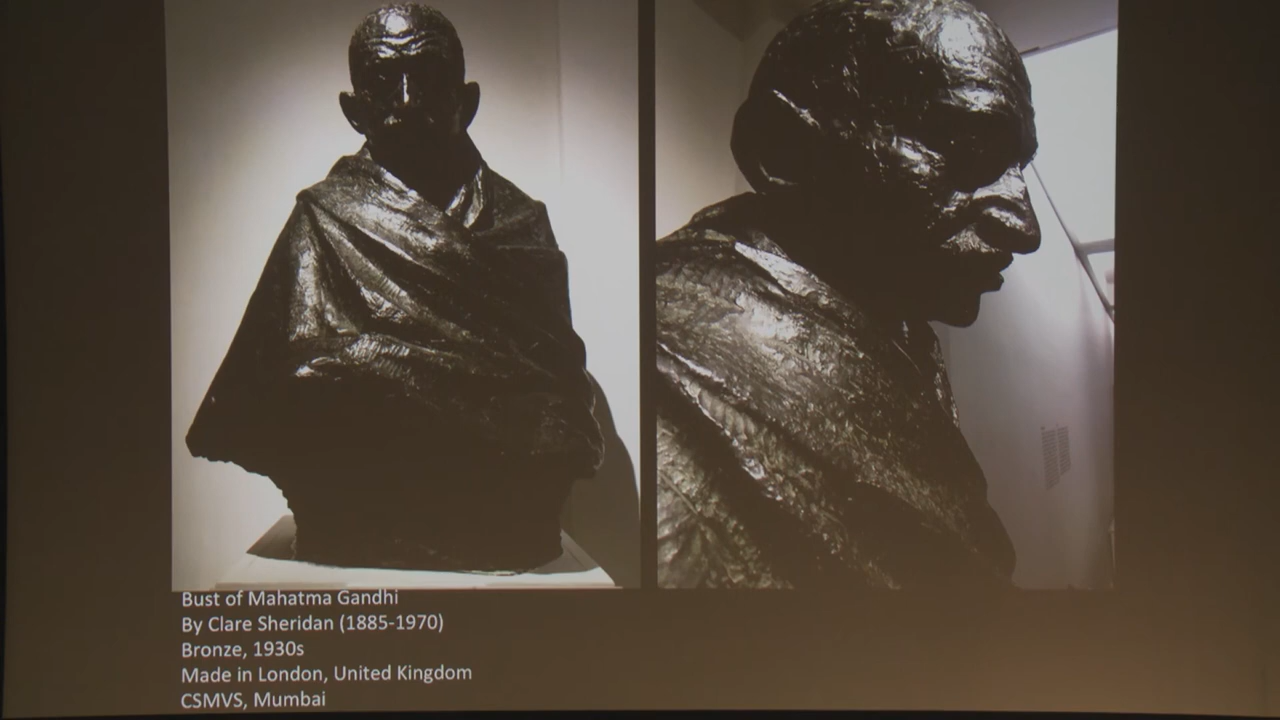 Bust of Mahatma Gandhi
By Clare Sheridan (1885-1970)
Bronze, 1930s
Made in London, United Kingdom
CSMVS, Mumbai